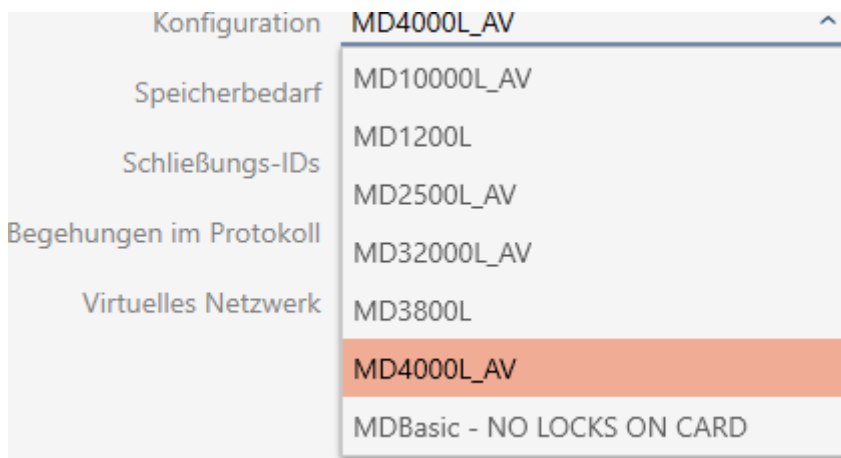 Konfiguration MD4000L_AV
Speicherbedarf MD10000L_AV
MD1200L
Schließungs-IDs
MD2500L_AV
Begehungen im Protokoll
MD32000L_AV
Virtuelles Netzwerk MD3800L
MD4000L_AV
MDBasic - NO LOCKS ON CARD